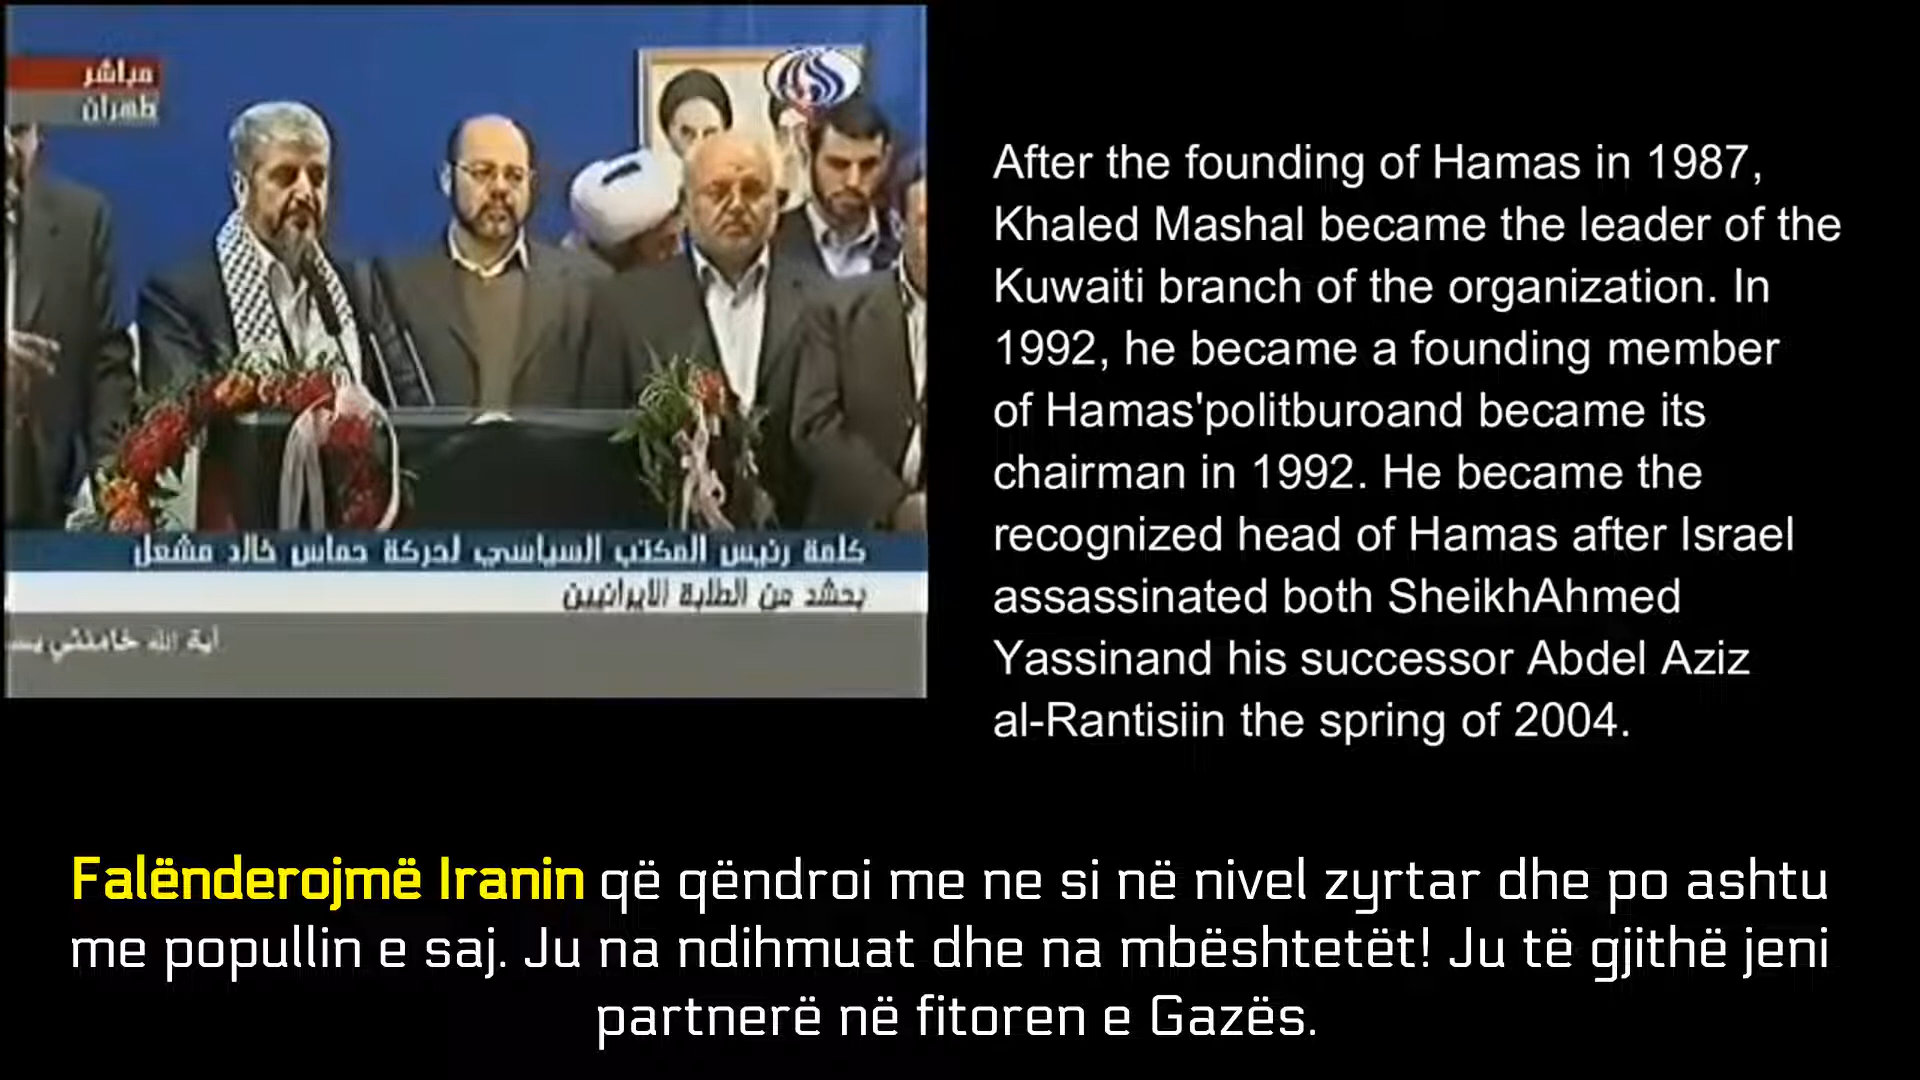 مباشر
طهران
كلمة رئيس المكتب السياسي لحركة حماس خالد مشعل
بحشد من الطلبة الايرانيين
آية الله خامنئي
After the founding of Hamas in 1987,
Khaled Mashal became the leader of the
Kuwaiti branch of the organization. In
1992, he became a founding member
of Hamas'politburoand became its
chairman in 1992. He became the
recognized head of Hamas after Israel
assassinated both SheikhAhmed
Yassinand his successor Abdel Aziz
al-Rantisiin the spring of 2004.
Falënderojmë Iranin që qëndroi me ne si në nivel zyrtar dhe po ashtu
me popullin e saj. Ju na ndihmuat dhe na mbështetët! Ju të gjithë jeni
partnerë në fitoren e Gazës.